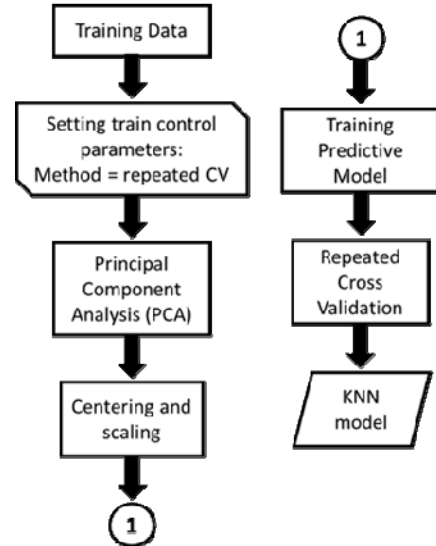 Training Data
Setting train control
parameters:
Method = repeated CV
Principal
Component
Analysis (PCA)
Centering and
scaling
1
1
Training
Predictive
Model
Repeated
Cross
Validation
KNN
model